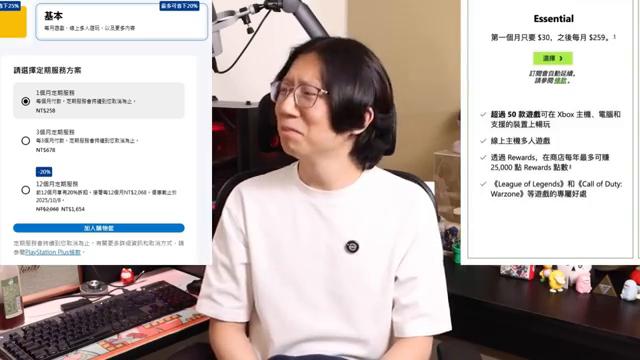 省下25%
最多可省下20%
基本
每月遊戲、線上多人遊玩，以及更多內容
請選擇定期服務方案
1個月定期服務
每個月付款。定期服務會持續到您取消為止。
NT$258
3個月定期服務
每3個月付款。定期服務會持續到您取消為止。
NT$678
-20%
12個月定期服務
前12個月享有20%折扣，接著每12個月NT$2,068。優惠截止於
2025/10/8。
NT$2,068 NT$1,654
加入購物籃
定期服務會持續到您取消為止。有關更多詳細資訊和取消方式，請
參閱PlayStation Plus條款。
Essential
第一個月只要 $30，之後每月 $259。¹
選擇
訂閱會自動延續。
請參閱條款。
超過 50 款遊戲可在 Xbox 主機、電腦和
支援的裝置上暢玩
線上主機多人遊戲
透過 Rewards，在商店每年最多可賺
25,000 點 Rewards 點數
《League of Legends》和《Call of Duty:
Warzone》等遊戲的專屬好處